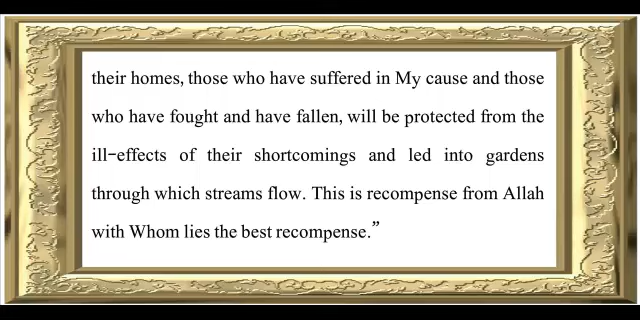 their homes, those who have suffered in My cause and those
who have fought and have fallen, will be protected from the
ill-effects of their shortcomings and led into gardens
through which streams flow. This is recompense from Allah
with Whom lies the best recompense.”